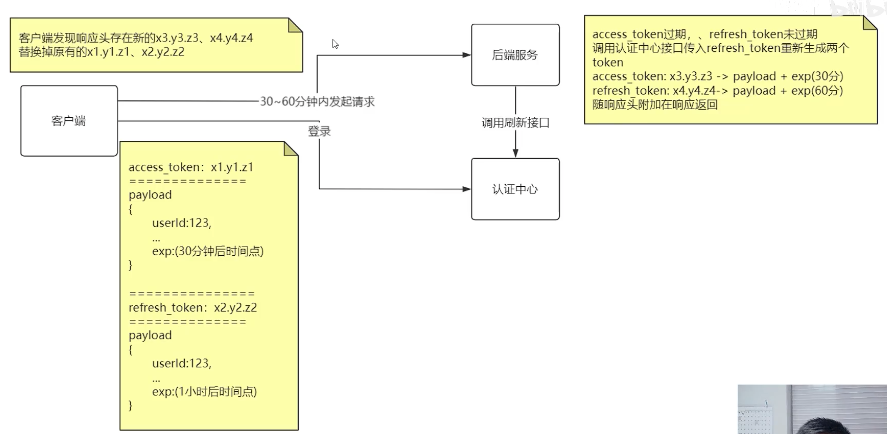 客户端发现响应头存在新的x3.y3.z3、x4.y4.z4
替换掉原有的x1.y1.z1、x2.y2.z2
后端服务
access_token过期，、refresh_token未过期
调用认证中心接口传入refresh_token重新生成两个
token
access_token: x3.y3.z3 -> payload + exp(30分)
refresh_token: x4.y4.z4-> payload + exp(60分)
随响应头附加在响应返回
客户端
30~60分钟内发起请求
登录
调用刷新接口
认证中心
access_token：x1.y1.z1
==============
payload
{
userId:123,
...
exp:(30分钟后时间点)
}
===============
refresh_token：x2.y2.z2
==============
payload
{
userId:123,
...
exp:(1小时后时间点)
}